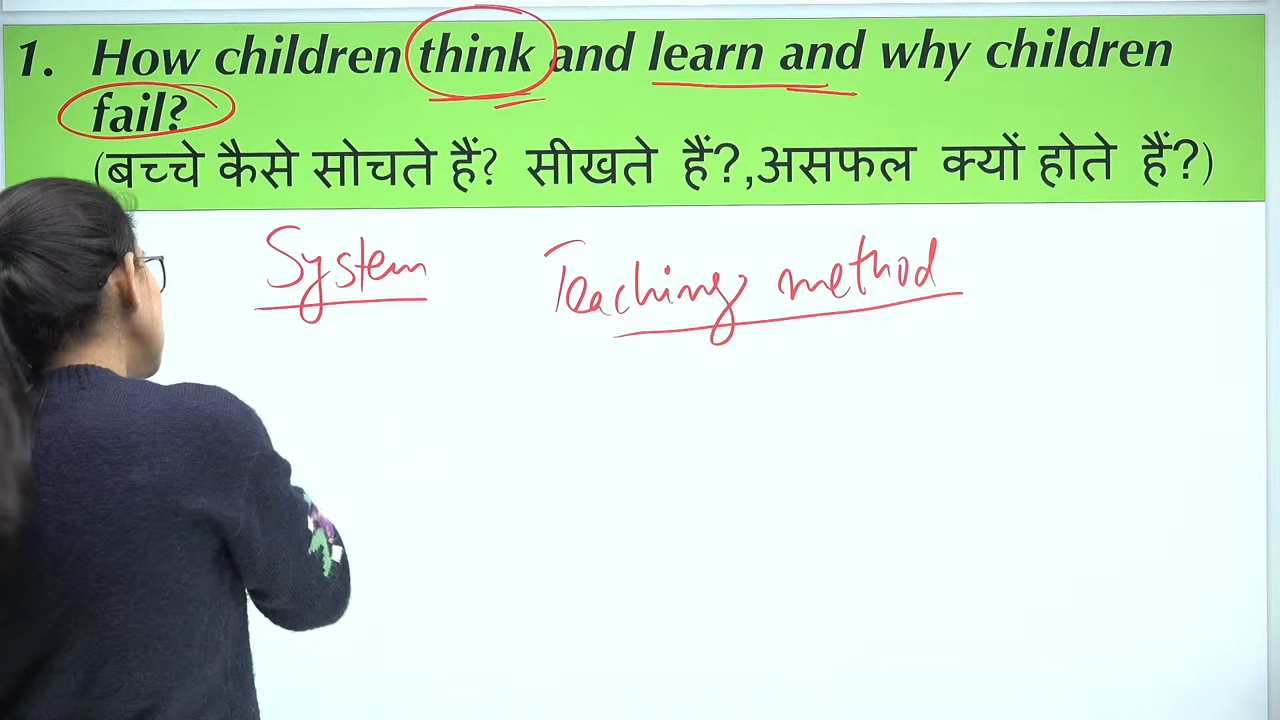 1. How children think and learn and why children
fail?
(बच्चे कैसे सोचते हैं? सीखते हैं?,असफल क्यों होते हैं?)
System Teaching method